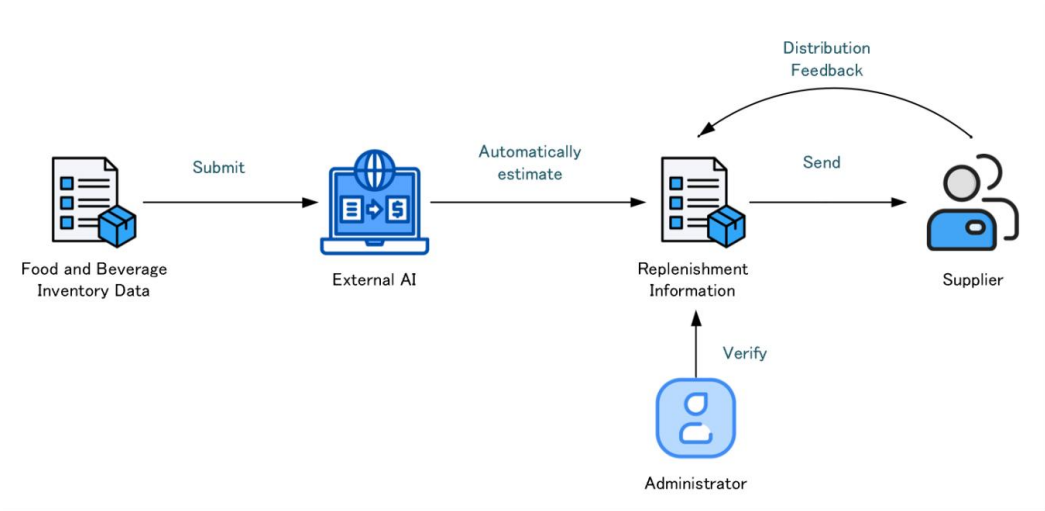 Distribution
Feedback
Submit
Automatically
estimate
Send
Food and Beverage
Inventory Data
External AI
Replenishment
Information
Supplier
Verify
Administrator